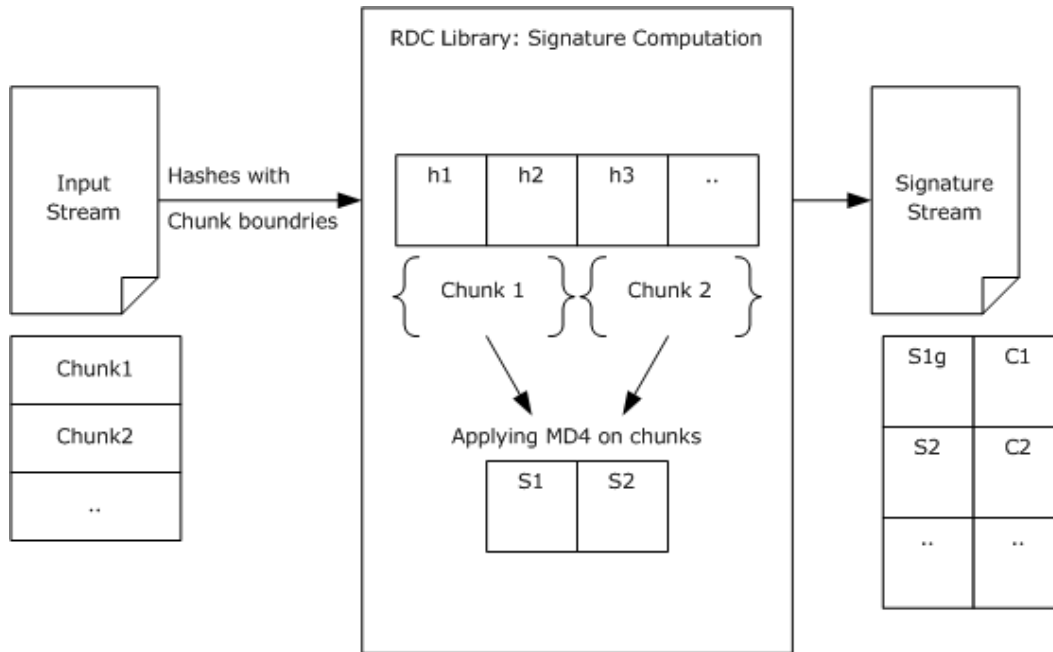 RDC Library: Signature Computation
Input
Stream
Hashes with
Chunk boundries
h1 h2 h3 ..
Chunk 1 Chunk 2
Applying MD4 on chunks
S1 S2
Signature
Stream
Chunk1
Chunk2
..
S1g C1
S2 C2
.. ..